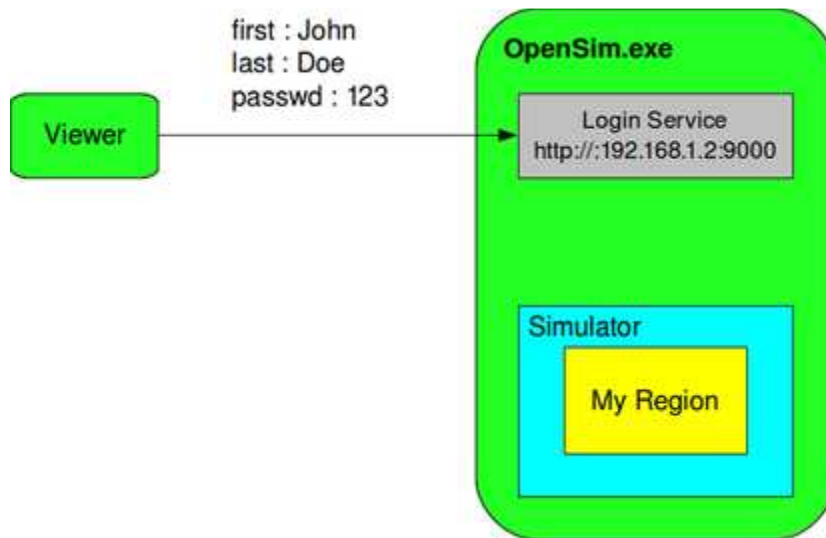 first : John
last : Doe
passwd : 123
Viewer
OpenSim.exe
Login Service
http://:192.168.1.2:9000
Simulator
My Region